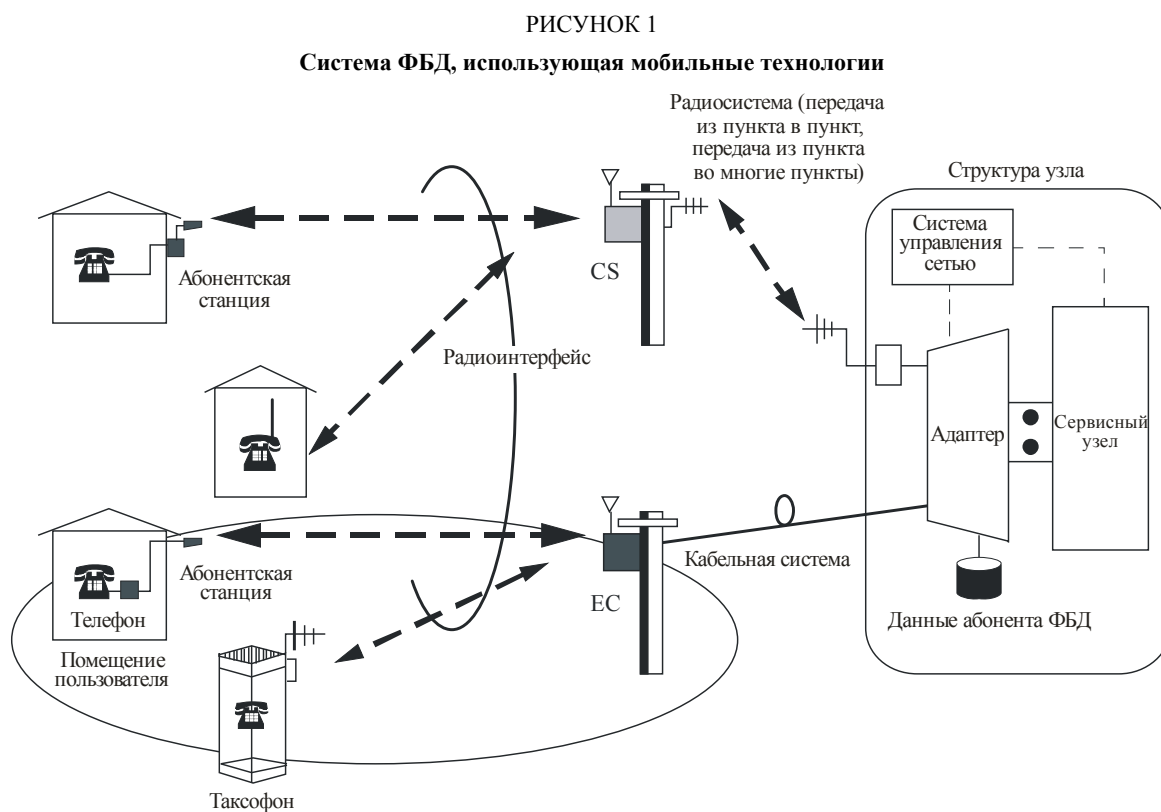 РИСУНОК 1
Система ФБД, использующая мобильные технологии
Радиосистема (передача
из пункта в пункт,
передача из пункта
во многие пункты)
Структура узла
Система
управления
сетью
Абонентская
станция
CS
Радиоинтерфейс
Адаптер
Сервисный
узел
Абонентская
станция
EC
Кабельная система
Телефон
Данные абонента ФБД
Помещение
пользователя
Таксофон